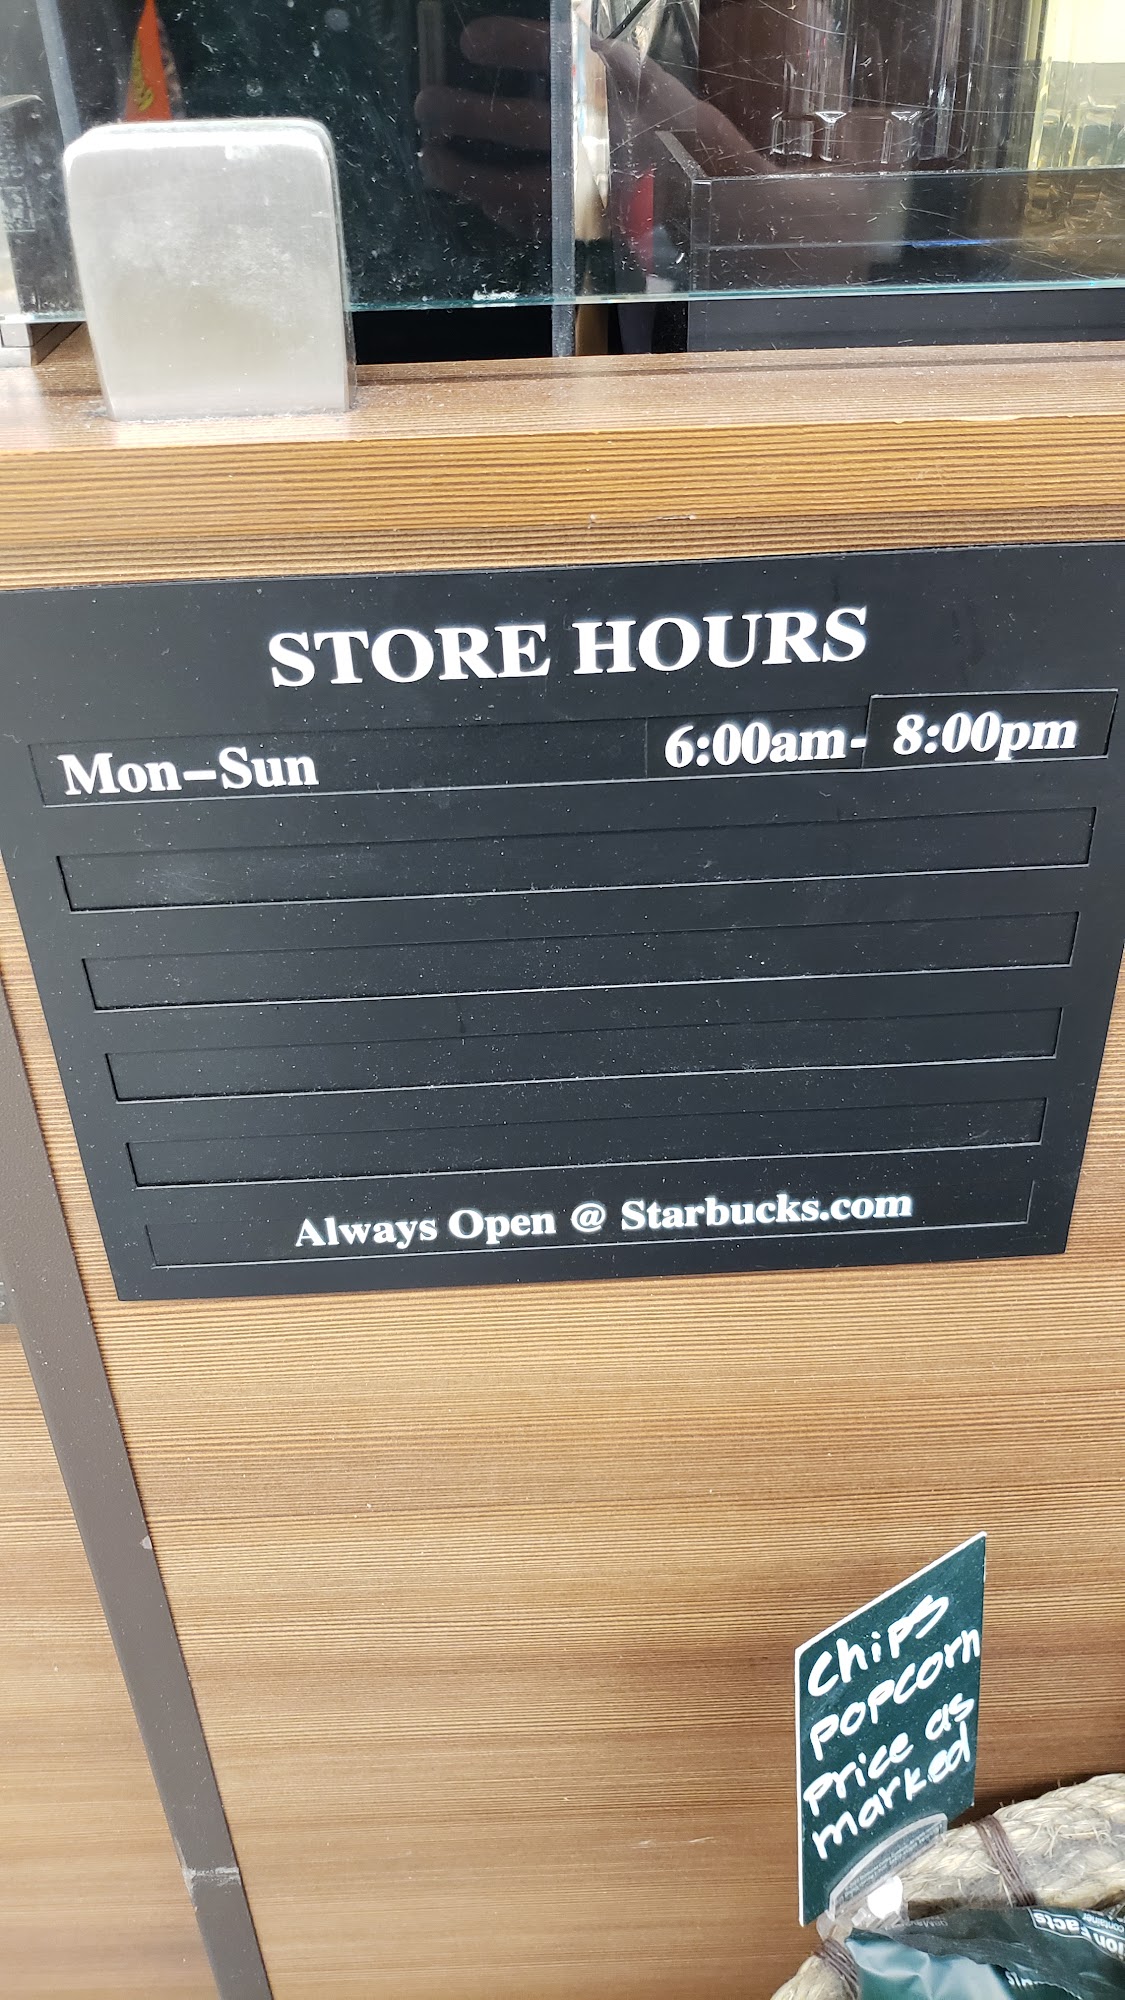 STORE HOURS
Mon-Sun 6:00am- 8:00pm
Always Open @ Starbucks.com
Chips
POPCORN
Price as
marked